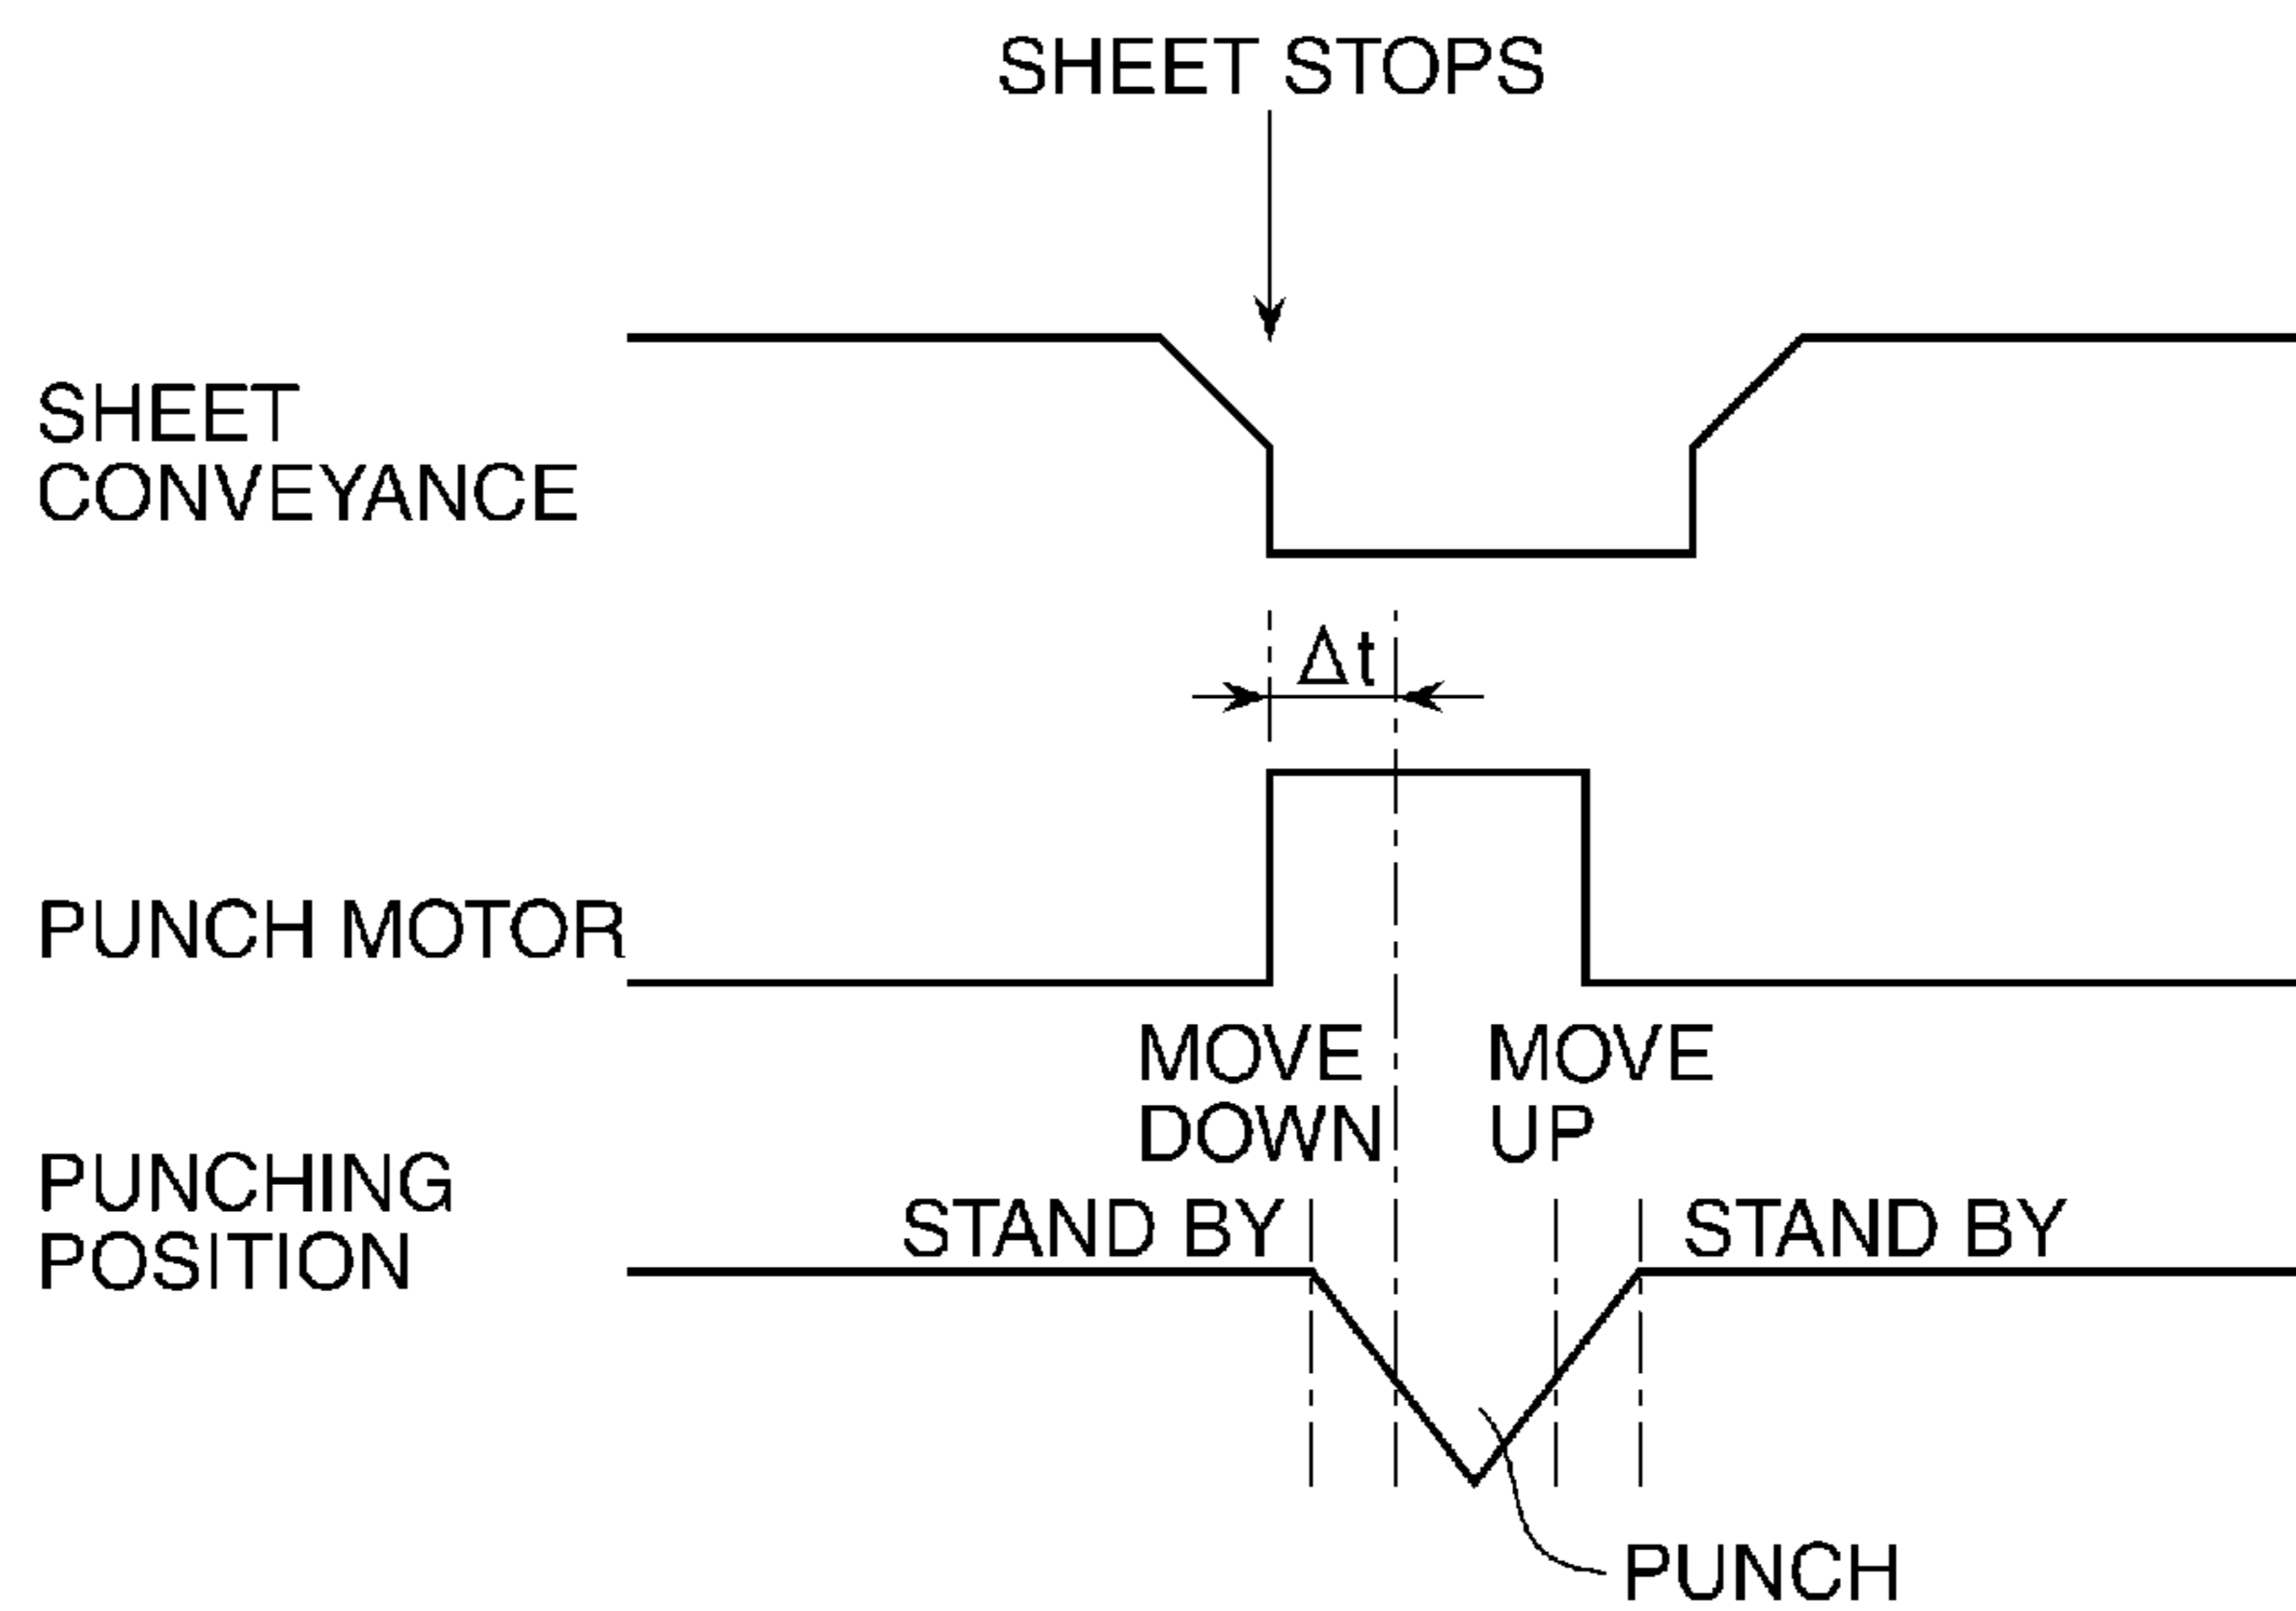 SHEET STOPS
SHEET
CONVEYANCE
Δt
PUNCH MOTOR
MOVE
DOWN
MOVE
UP
PUNCHING
POSITION
STAND BY
STAND BY
PUNCH